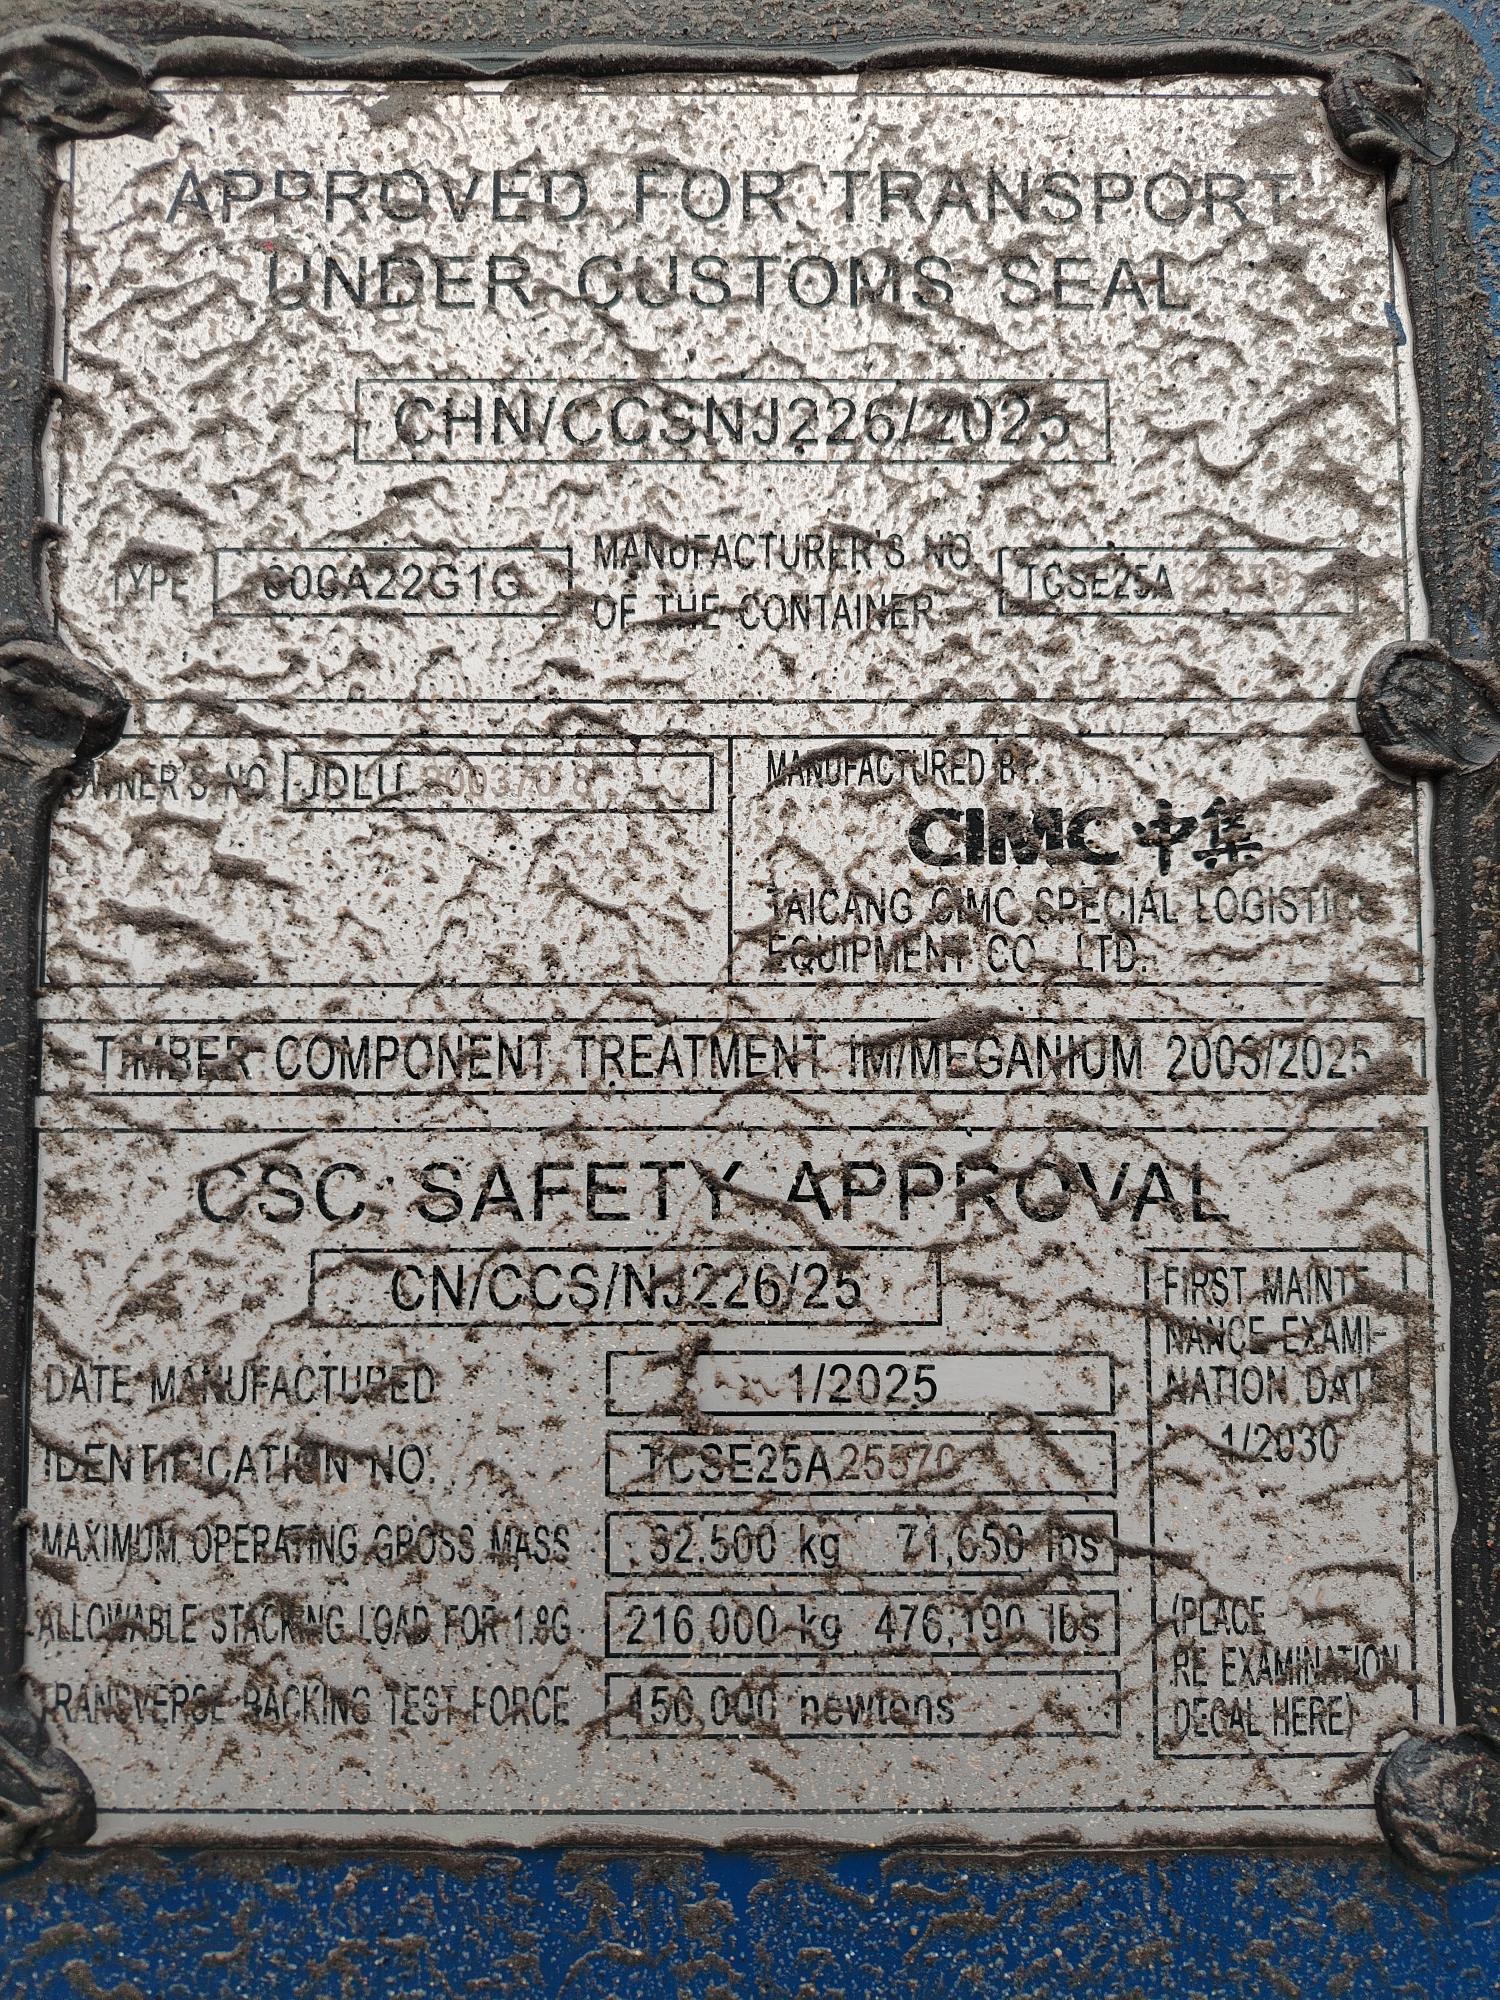 APPROVED FOR TRANSPORT
UNDER CUSTOMS SEAL
CHN/CCSNJ226/2025
TYPE
MANUFACTURER'S NO
OF THE CONTAINER
TCSE25A
OWNER'S NO
JDLU
MANUFACTURED BY:
CIMC 中集
TAICANG CIMC SPECIAL LOGISTICS
EQUIPMENT CO., LTD.
TIMBER COMPONENT TREATMENT IM/MEGANIUM 2005/2025
CSC SAFETY APPROVAL
CN/CCS/NJ226/25
FIRST MAINTE-
NANCE EXAMI-
NATION DATE
1/2030
DATE MANUFACTURED 1/2025
IDENTIFICATION NO. TCSE25A25570
MAXIMUM OPERATING GROSS MASS 32,500 kg 71,650 lbs
ALLOWABLE STACKING LOAD FOR 1.8G 216,000 kg 476,190 lbs
TRANSVERSE RACKING TEST FORCE 150,000 newtons
(PLACE
RE EXAMINATION
DECAL HERE)